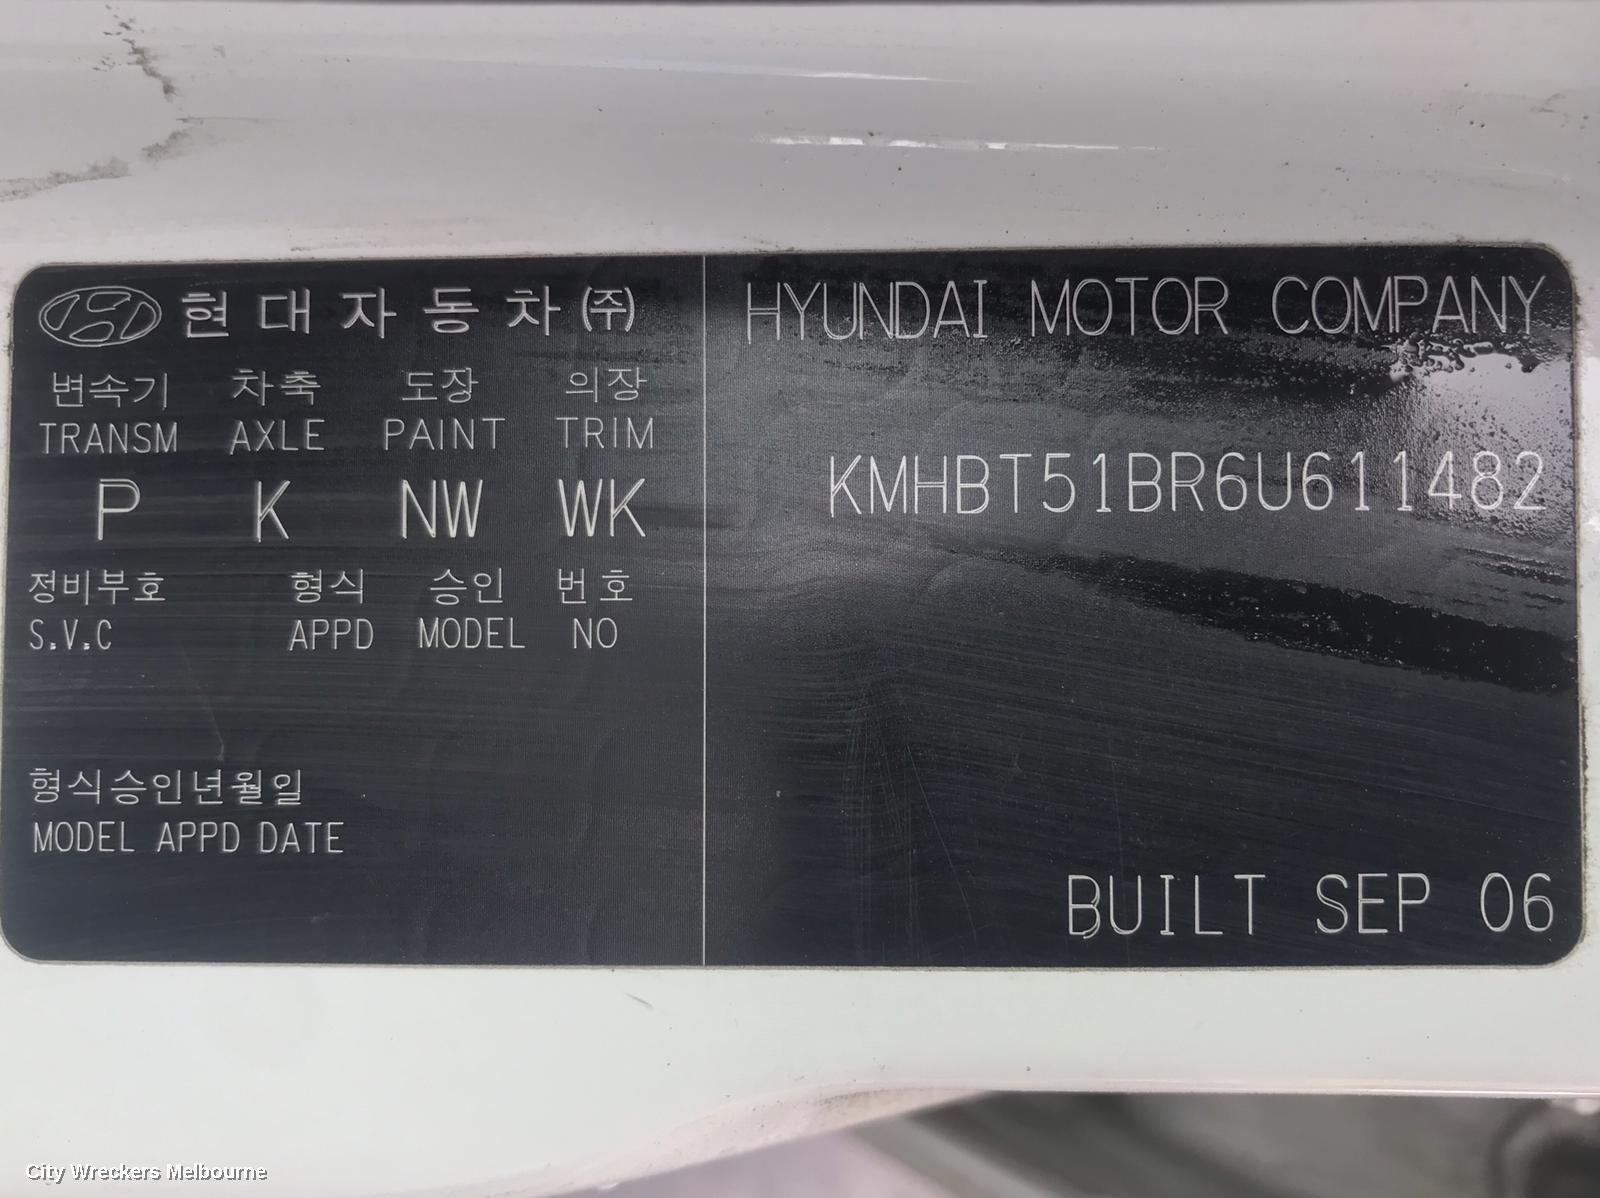 현대자동차(주)
변속기 차축 도장 의장
TRANSM AXLE PAINT TRIM
P K NW WK
정비부호 형식 승인 번호
S.V.C APPD MODEL NO
형식승인년월일
MODEL APPD DATE
HYUNDAI MOTOR COMPANY
KMHBT51BR6U611482
BUILT SEP 06
City Wreckers Melbourne